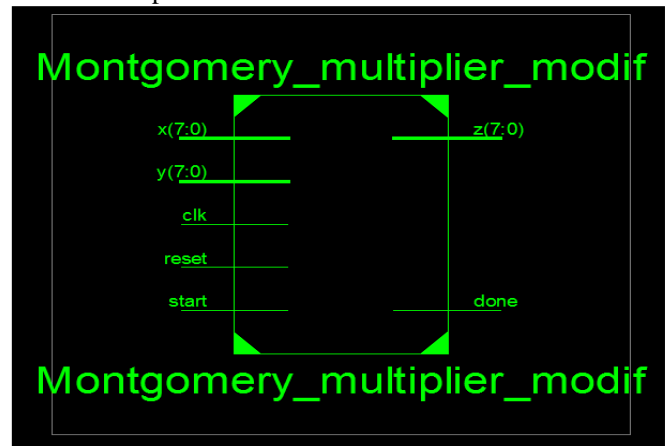 Montgomery_multiplier_modif
x(7:0)
z(7:0)
y(7:0)
clk
reset
start
done
Montgomery_multiplier_modif